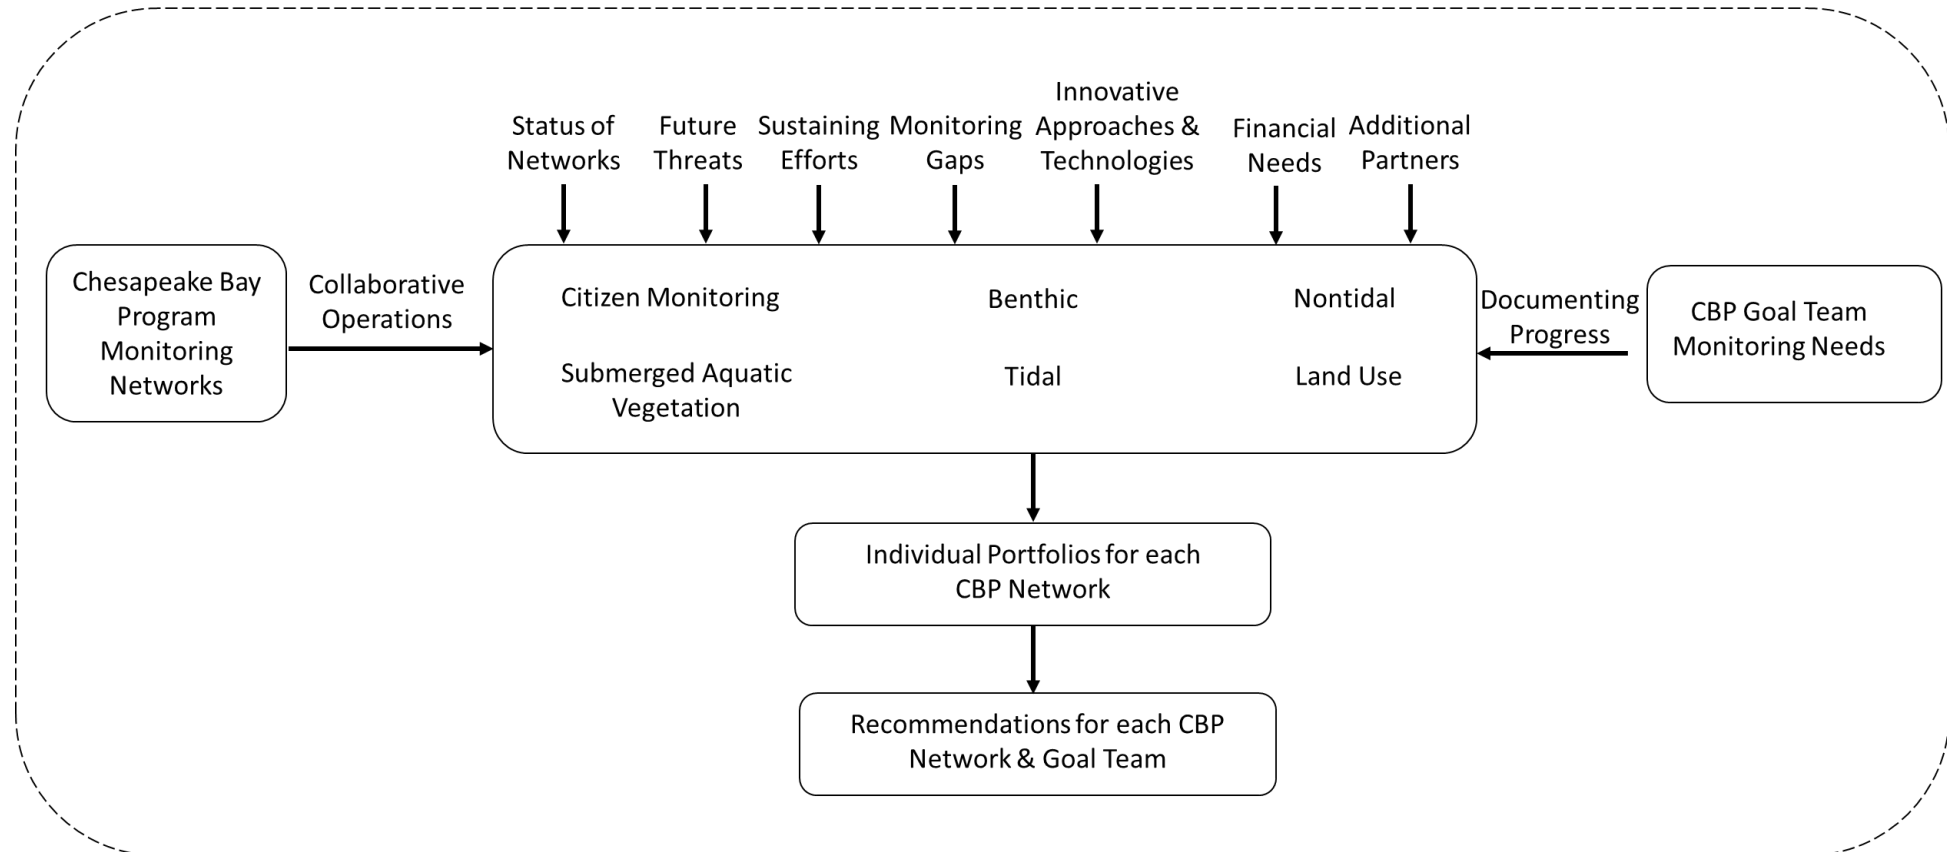 Status of
Networks
Future
Threats
Sustaining
Efforts
Monitoring
Gaps
Innovative
Approaches &
Technologies
Financial
Needs
Additional
Partners
Chesapeake Bay
Program
Monitoring
Networks
Collaborative
Operations
Citizen Monitoring
Benthic
Nontidal
Submerged Aquatic
Vegetation
Tidal
Land Use
Documenting
Progress
CBP Goal Team
Monitoring Needs
Individual Portfolios for each
CBP Network
Recommendations for each CBP
Network & Goal Team